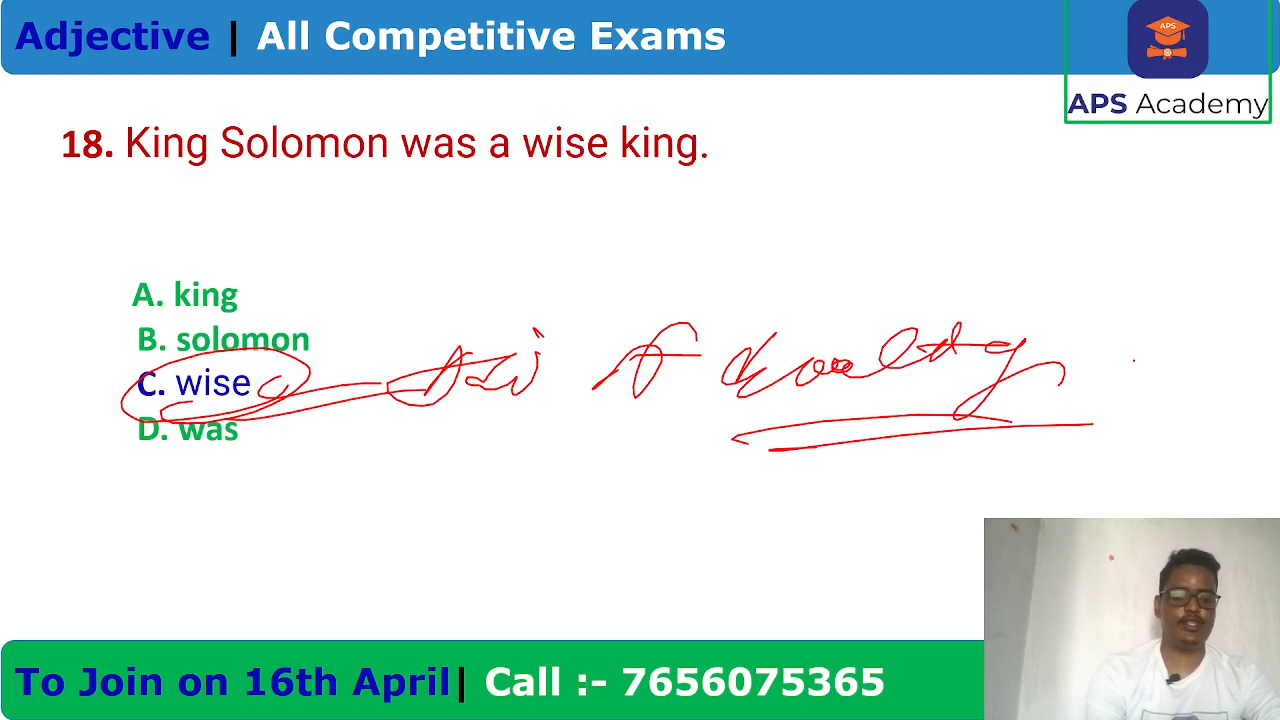 Adjective | All Competitive Exams
APS
APS Academy
18. King Solomon was a wise king.
A. king
B. solomon
C. wise
D. was
To Join on 16th April| Call :- 7656075365